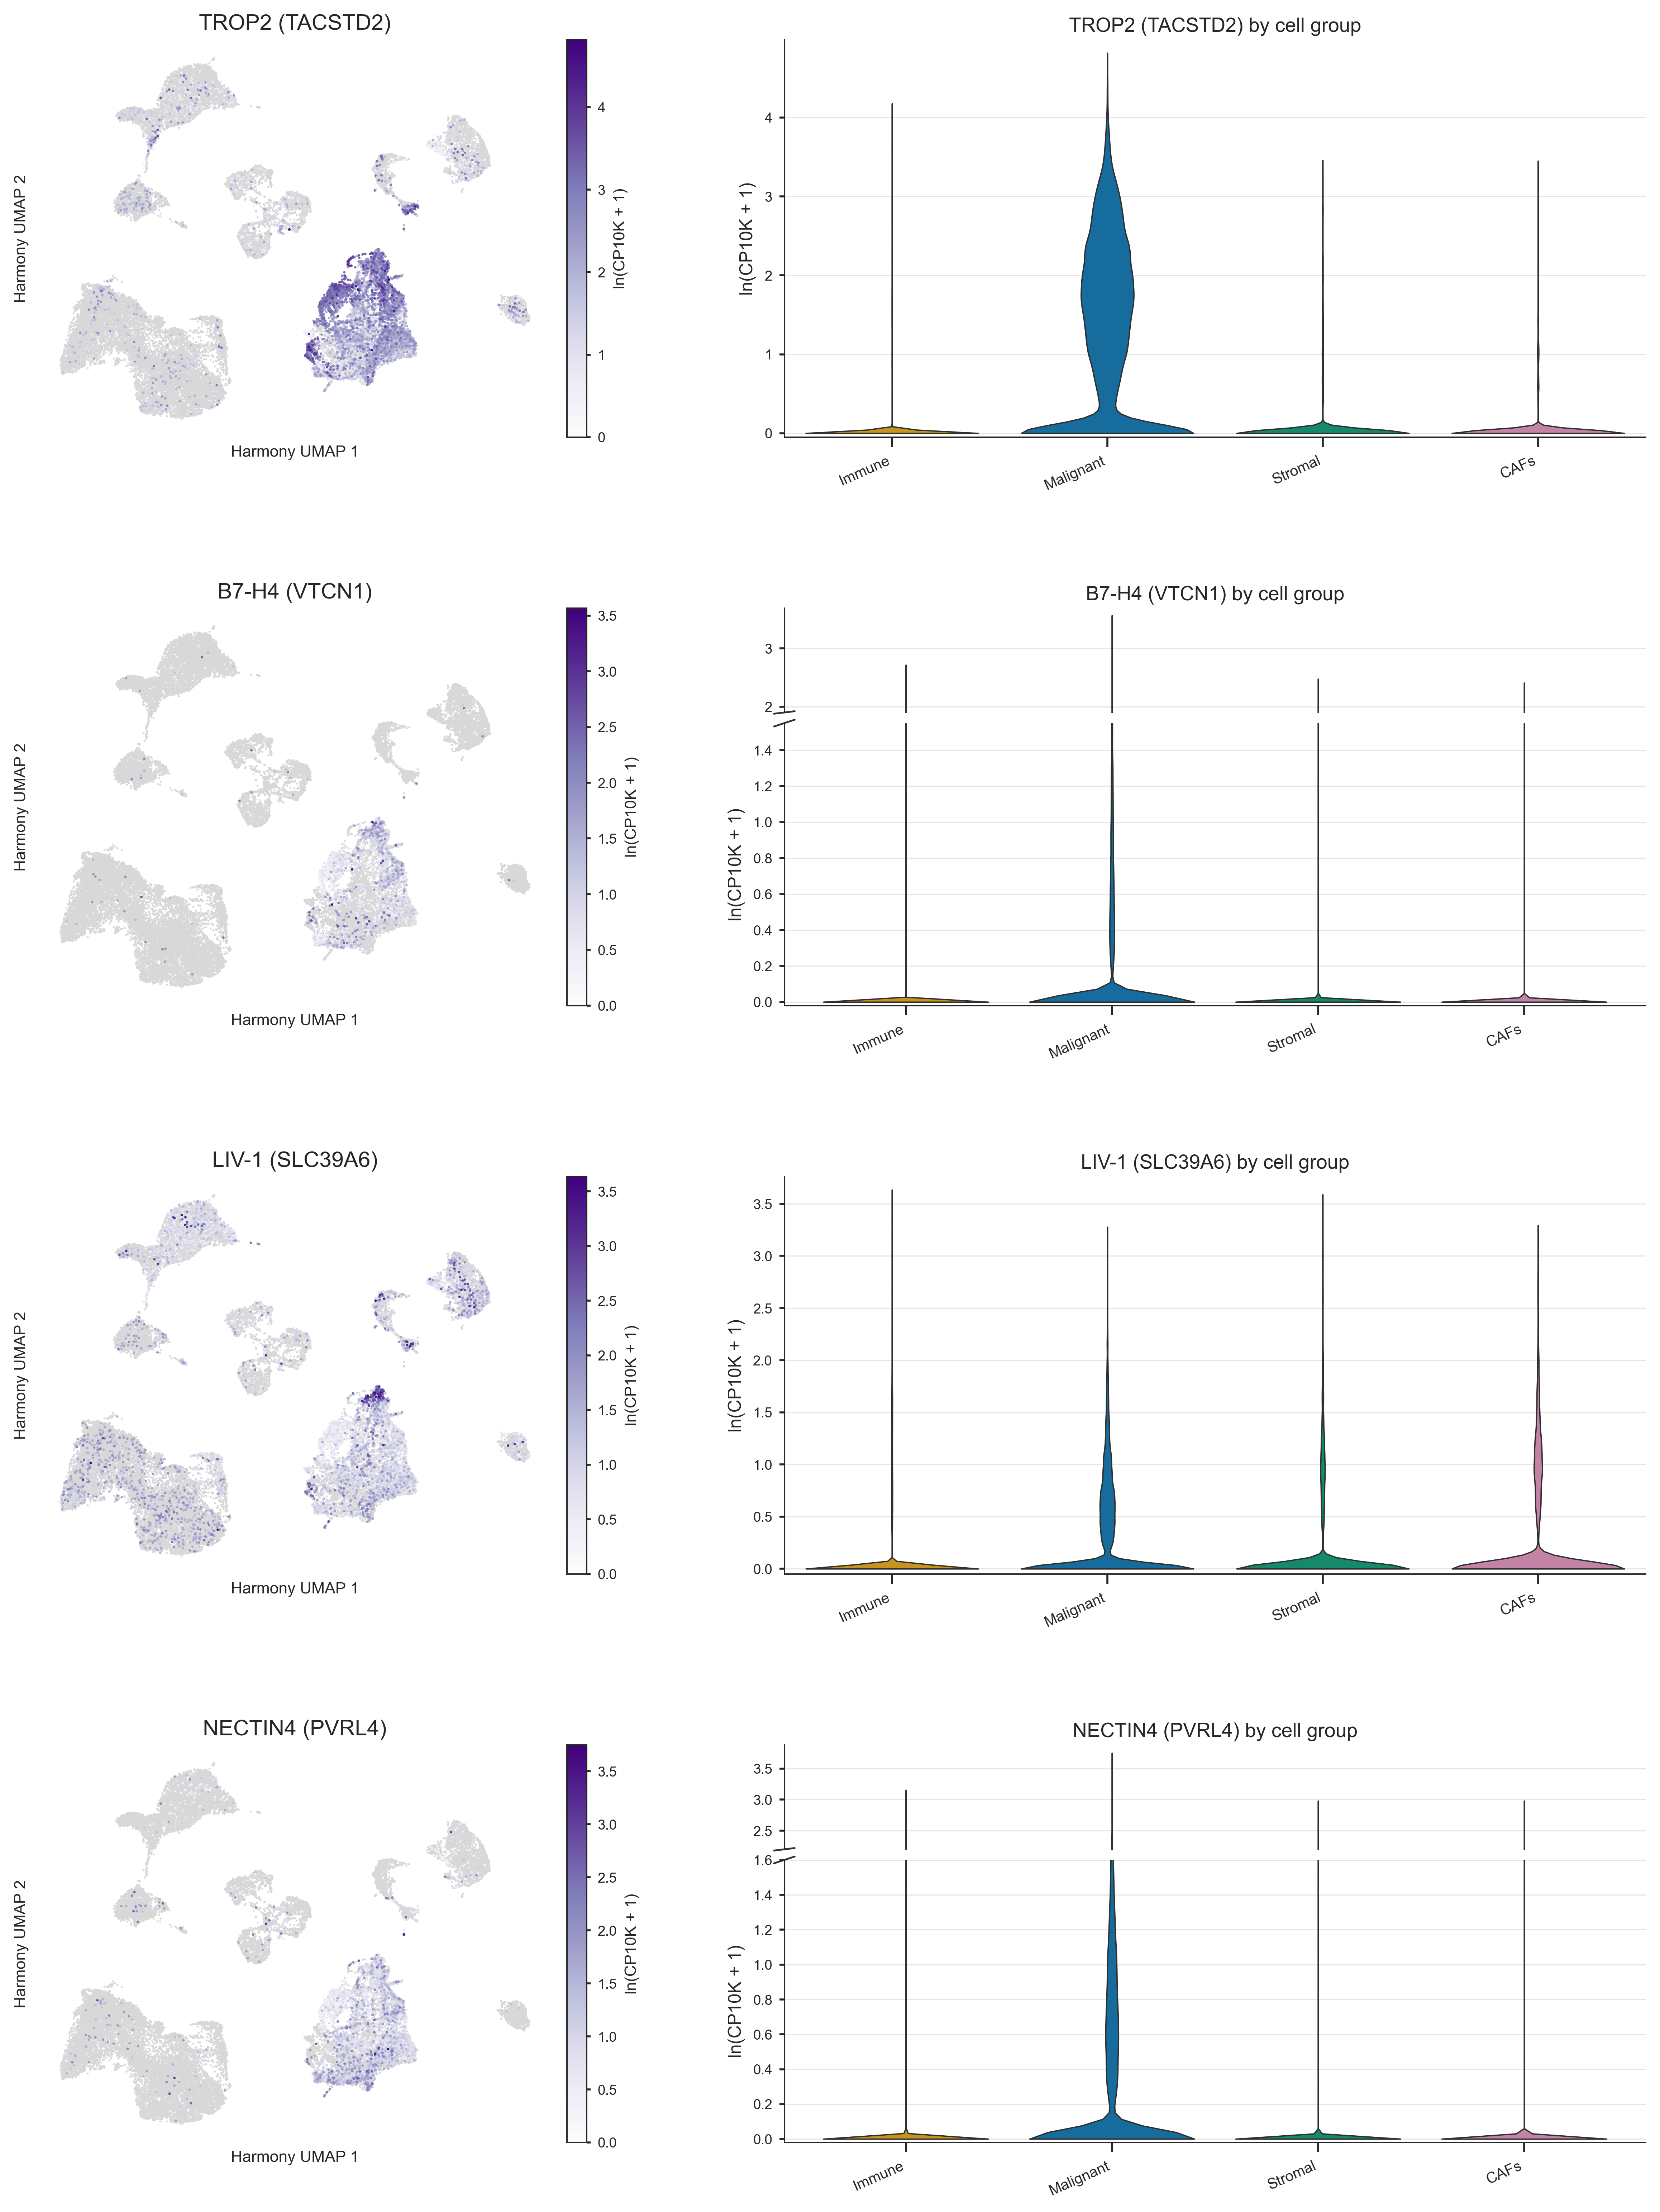 TROP2 (TACSTD2)
Harmony UMAP 2
Harmony UMAP 1
4
3
2
1
0
ln(CP10K + 1)
TROP2 (TACSTD2) by cell group
ln(CP10K + 1)
4
3
2
1
0
Immune
Malignant
Stromal
CAFs
B7-H4 (VTCN1)
Harmony UMAP 2
Harmony UMAP 1
3.5
3.0
2.5
2.0
1.5
1.0
0.5
0.0
ln(CP10K + 1)
B7-H4 (VTCN1) by cell group
ln(CP10K + 1)
3
2
1.4
1.2
1.0
0.8
0.6
0.4
0.2
0.0
Immune
Malignant
Stromal
CAFs
LIV-1 (SLC39A6)
Harmony UMAP 2
Harmony UMAP 1
3.5
3.0
2.5
2.0
1.5
1.0
0.5
0.0
ln(CP10K + 1)
LIV-1 (SLC39A6) by cell group
ln(CP10K + 1)
3.5
3.0
2.5
2.0
1.5
1.0
0.5
0.0
Immune
Malignant
Stromal
CAFs
NECTIN4 (PVRL4)
Harmony UMAP 2
Harmony UMAP 1
3.5
3.0
2.5
2.0
1.5
1.0
0.5
0.0
ln(CP10K + 1)
NECTIN4 (PVRL4) by cell group
ln(CP10K + 1)
3.5
3.0
2.5
1.6
1.4
1.2
1.0
0.8
0.6
0.4
0.2
0.0
Immune
Malignant
Stromal
CAFs